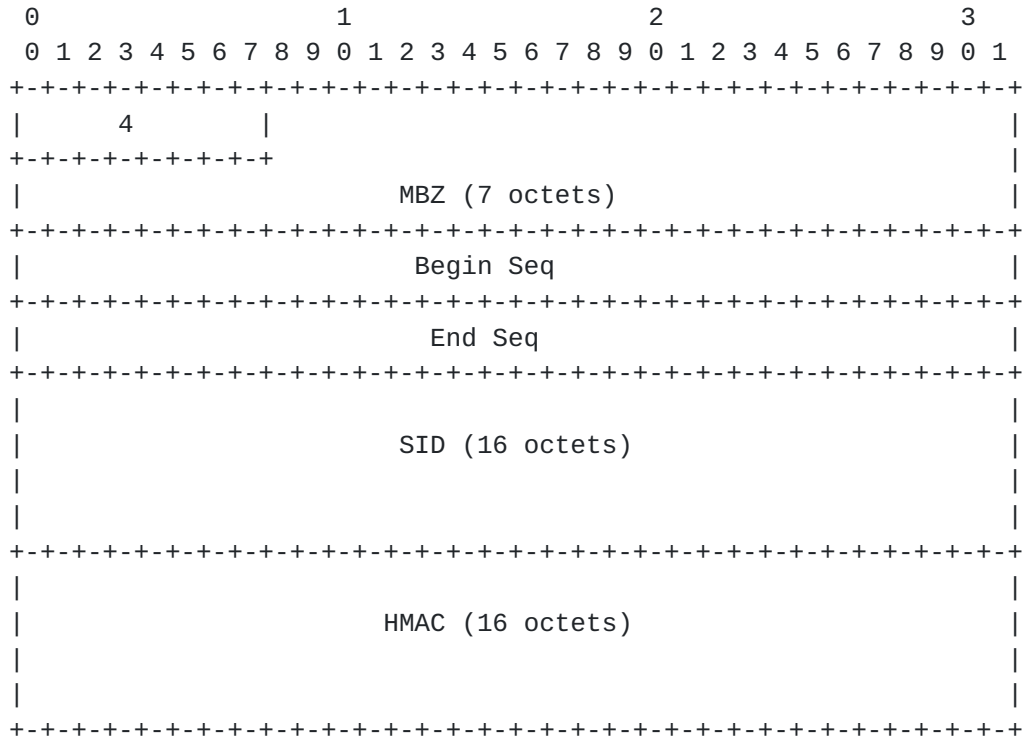 0                   1                   2                   3
 0 1 2 3 4 5 6 7 8 9 0 1 2 3 4 5 6 7 8 9 0 1 2 3 4 5 6 7 8 9 0 1
+-+-+-+-+-+-+-+-+-+-+-+-+-+-+-+-+-+-+-+-+-+-+-+-+-+-+-+-+-+-+-+-+
|      4        |                                               |
+-+-+-+-+-+-+-+-+                                               |
|                        MBZ (7 octets)                         |
+-+-+-+-+-+-+-+-+-+-+-+-+-+-+-+-+-+-+-+-+-+-+-+-+-+-+-+-+-+-+-+-+
|                         Begin Seq                             |
+-+-+-+-+-+-+-+-+-+-+-+-+-+-+-+-+-+-+-+-+-+-+-+-+-+-+-+-+-+-+-+-+
|                          End Seq                              |
+-+-+-+-+-+-+-+-+-+-+-+-+-+-+-+-+-+-+-+-+-+-+-+-+-+-+-+-+-+-+-+-+
|                                                               |
|                        SID (16 octets)                        |
|                                                               |
|                                                               |
+-+-+-+-+-+-+-+-+-+-+-+-+-+-+-+-+-+-+-+-+-+-+-+-+-+-+-+-+-+-+-+-+
|                                                               |
|                       HMAC (16 octets)                        |
|                                                               |
|                                                               |
+-+-+-+-+-+-+-+-+-+-+-+-+-+-+-+-+-+-+-+-+-+-+-+-+-+-+-+-+-+-+-+-+